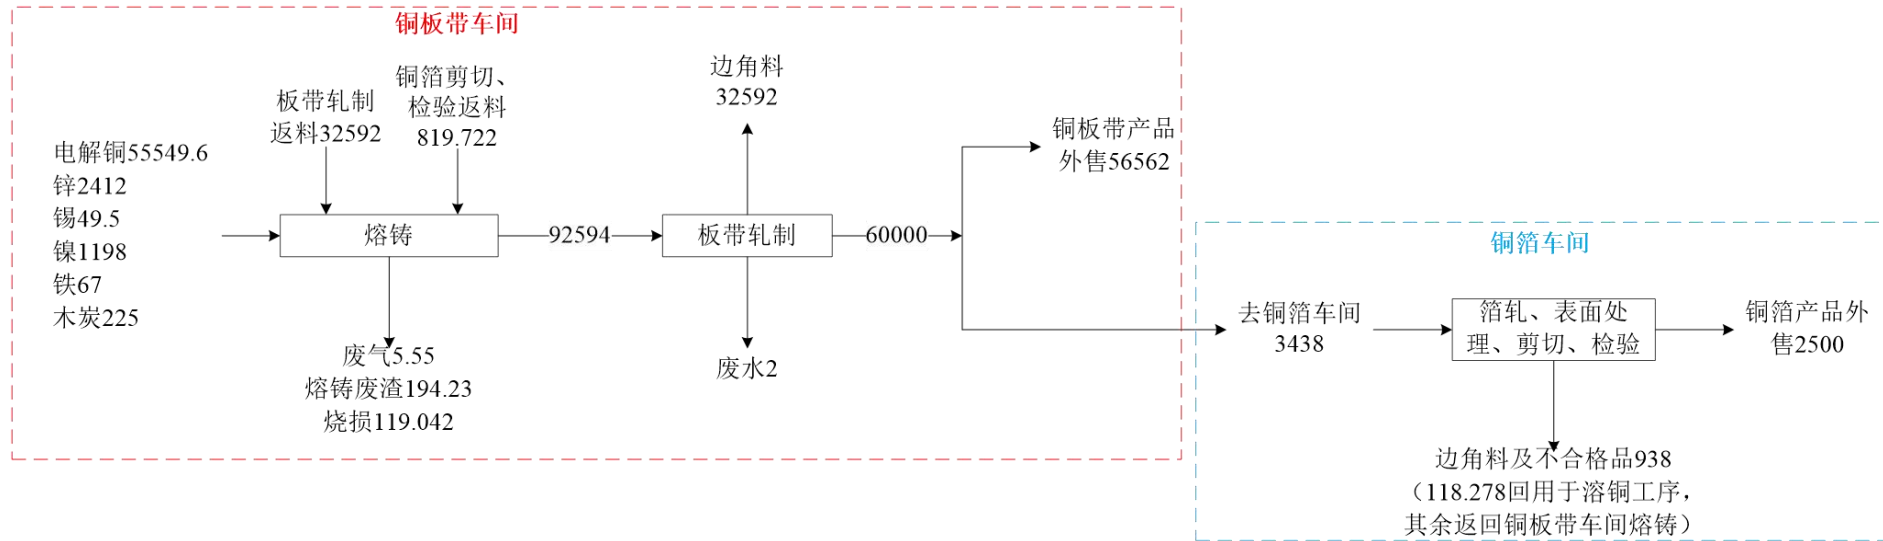 铜板带车间
板带轧制
返料32592
铜箔剪切、
检验返料
819.722
电解铜55549.6
锌2412
锡49.5
镍1198
铁67
木炭225
熔铸
废气5.55
熔铸废渣194.23
烧损119.042
92594
边角料
32592
板带轧制
废水2
60000
铜板带产品
外售56562
铜箔车间
去铜箔车间
3438
箔轧、表面处
理、剪切、检验
铜箔产品外
售2500
边角料及不合格品938
（118.278回用于溶铜工序，
其余返回铜板带车间熔铸）